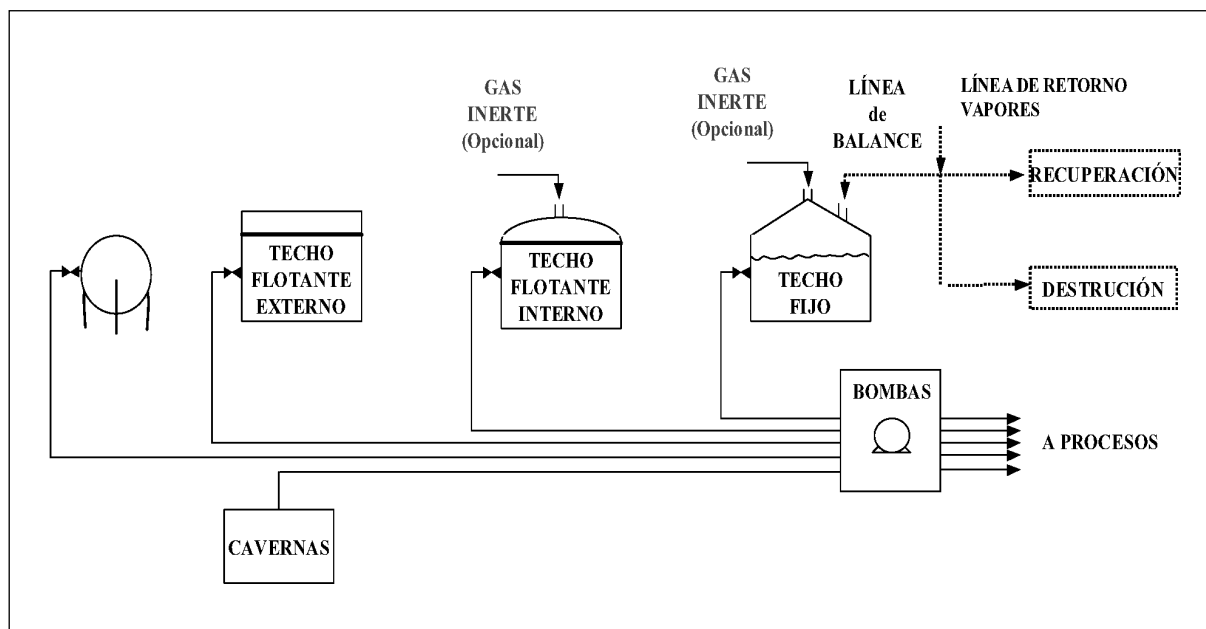 GAS
INERTE
(Opcional)
GAS
INERTE
(Opcional)
LÍNEA
de
BALANCE
LÍNEA DE RETORNO
VAPORES
RECUPERACIÓN
TECHO
FLOTANTE
EXTERNO
TECHO
FLOTANTE
INTERNO
TECHO
FIJO
DESTRUCIÓN
BOMBAS
A PROCESOS
CAVERNAS